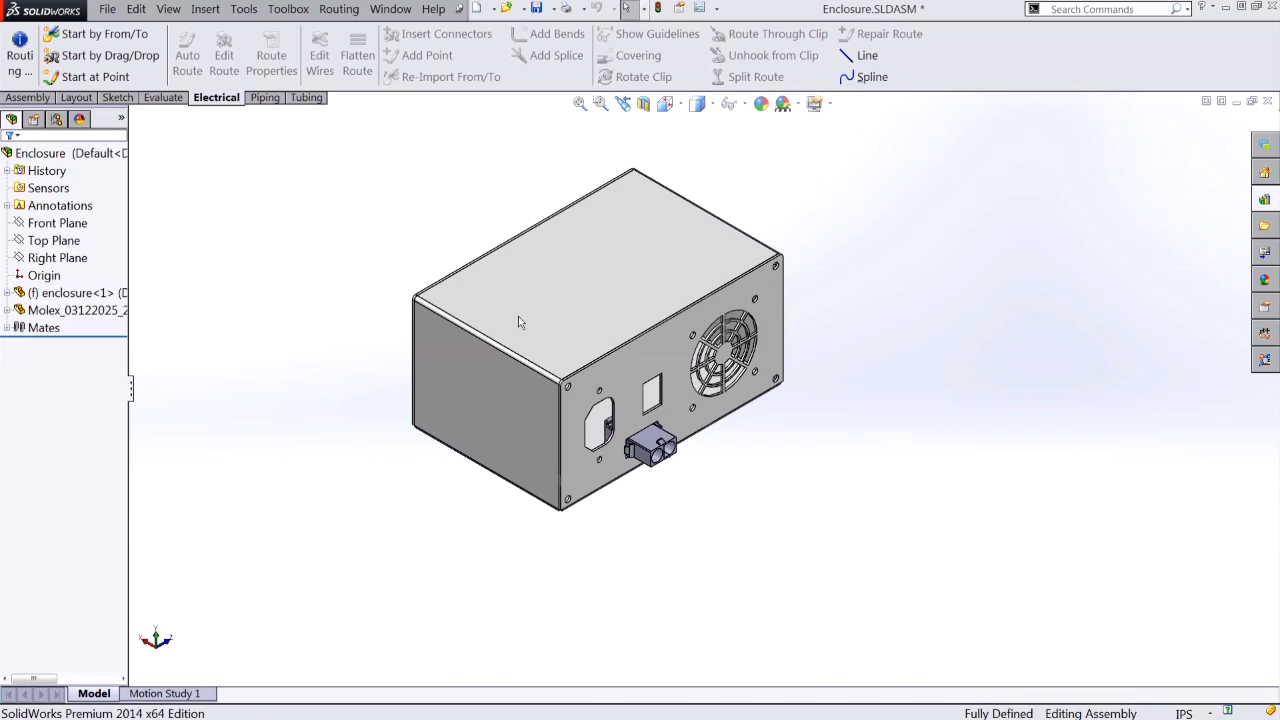 SOLIDWORKS File Edit View Insert Tools Toolbox Routing Window Help Enclosure.SLDASM * Search Commands
Routi ng ...
Start by From/To
Start by Drag/Drop
Start at Point
Auto Route
Edit Route
Route Properties
Insert Connectors
Add Point
Re-Import From/To
Edit Wires
Flatten Route
Add Bends
Add Splice
Show Guidelines
Covering
Rotate Clip
Route Through Clip
Unhook from Clip
Split Route
Repair Route
Line
Spline
Assembly Layout Sketch Evaluate Electrical Piping Tubing
Enclosure (Default<D
History
Sensors
Annotations
Front Plane
Top Plane
Right Plane
Origin
(f) enclosure<1> (D
Molex_03122025_2
Mates
Model Motion Study 1
SolidWorks Premium 2014 x64 Edition Fully Defined Editing Assembly IPS